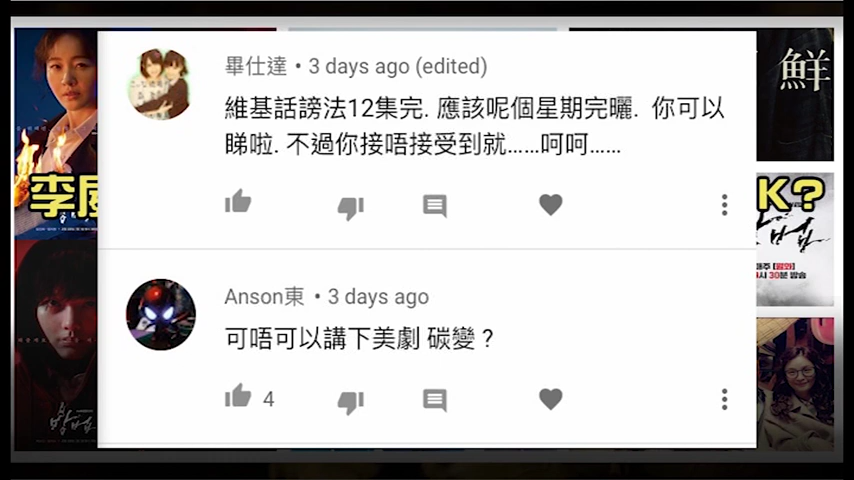 畢仕達 • 3 days ago (edited)
維基話謗法12集完. 應該呢個星期完曬. 你可以
睇啦. 不過你接唔接受到就……呵呵……
Anson東 • 3 days ago
可唔可以講下美劇 碳變？
4
鮮
李
K?